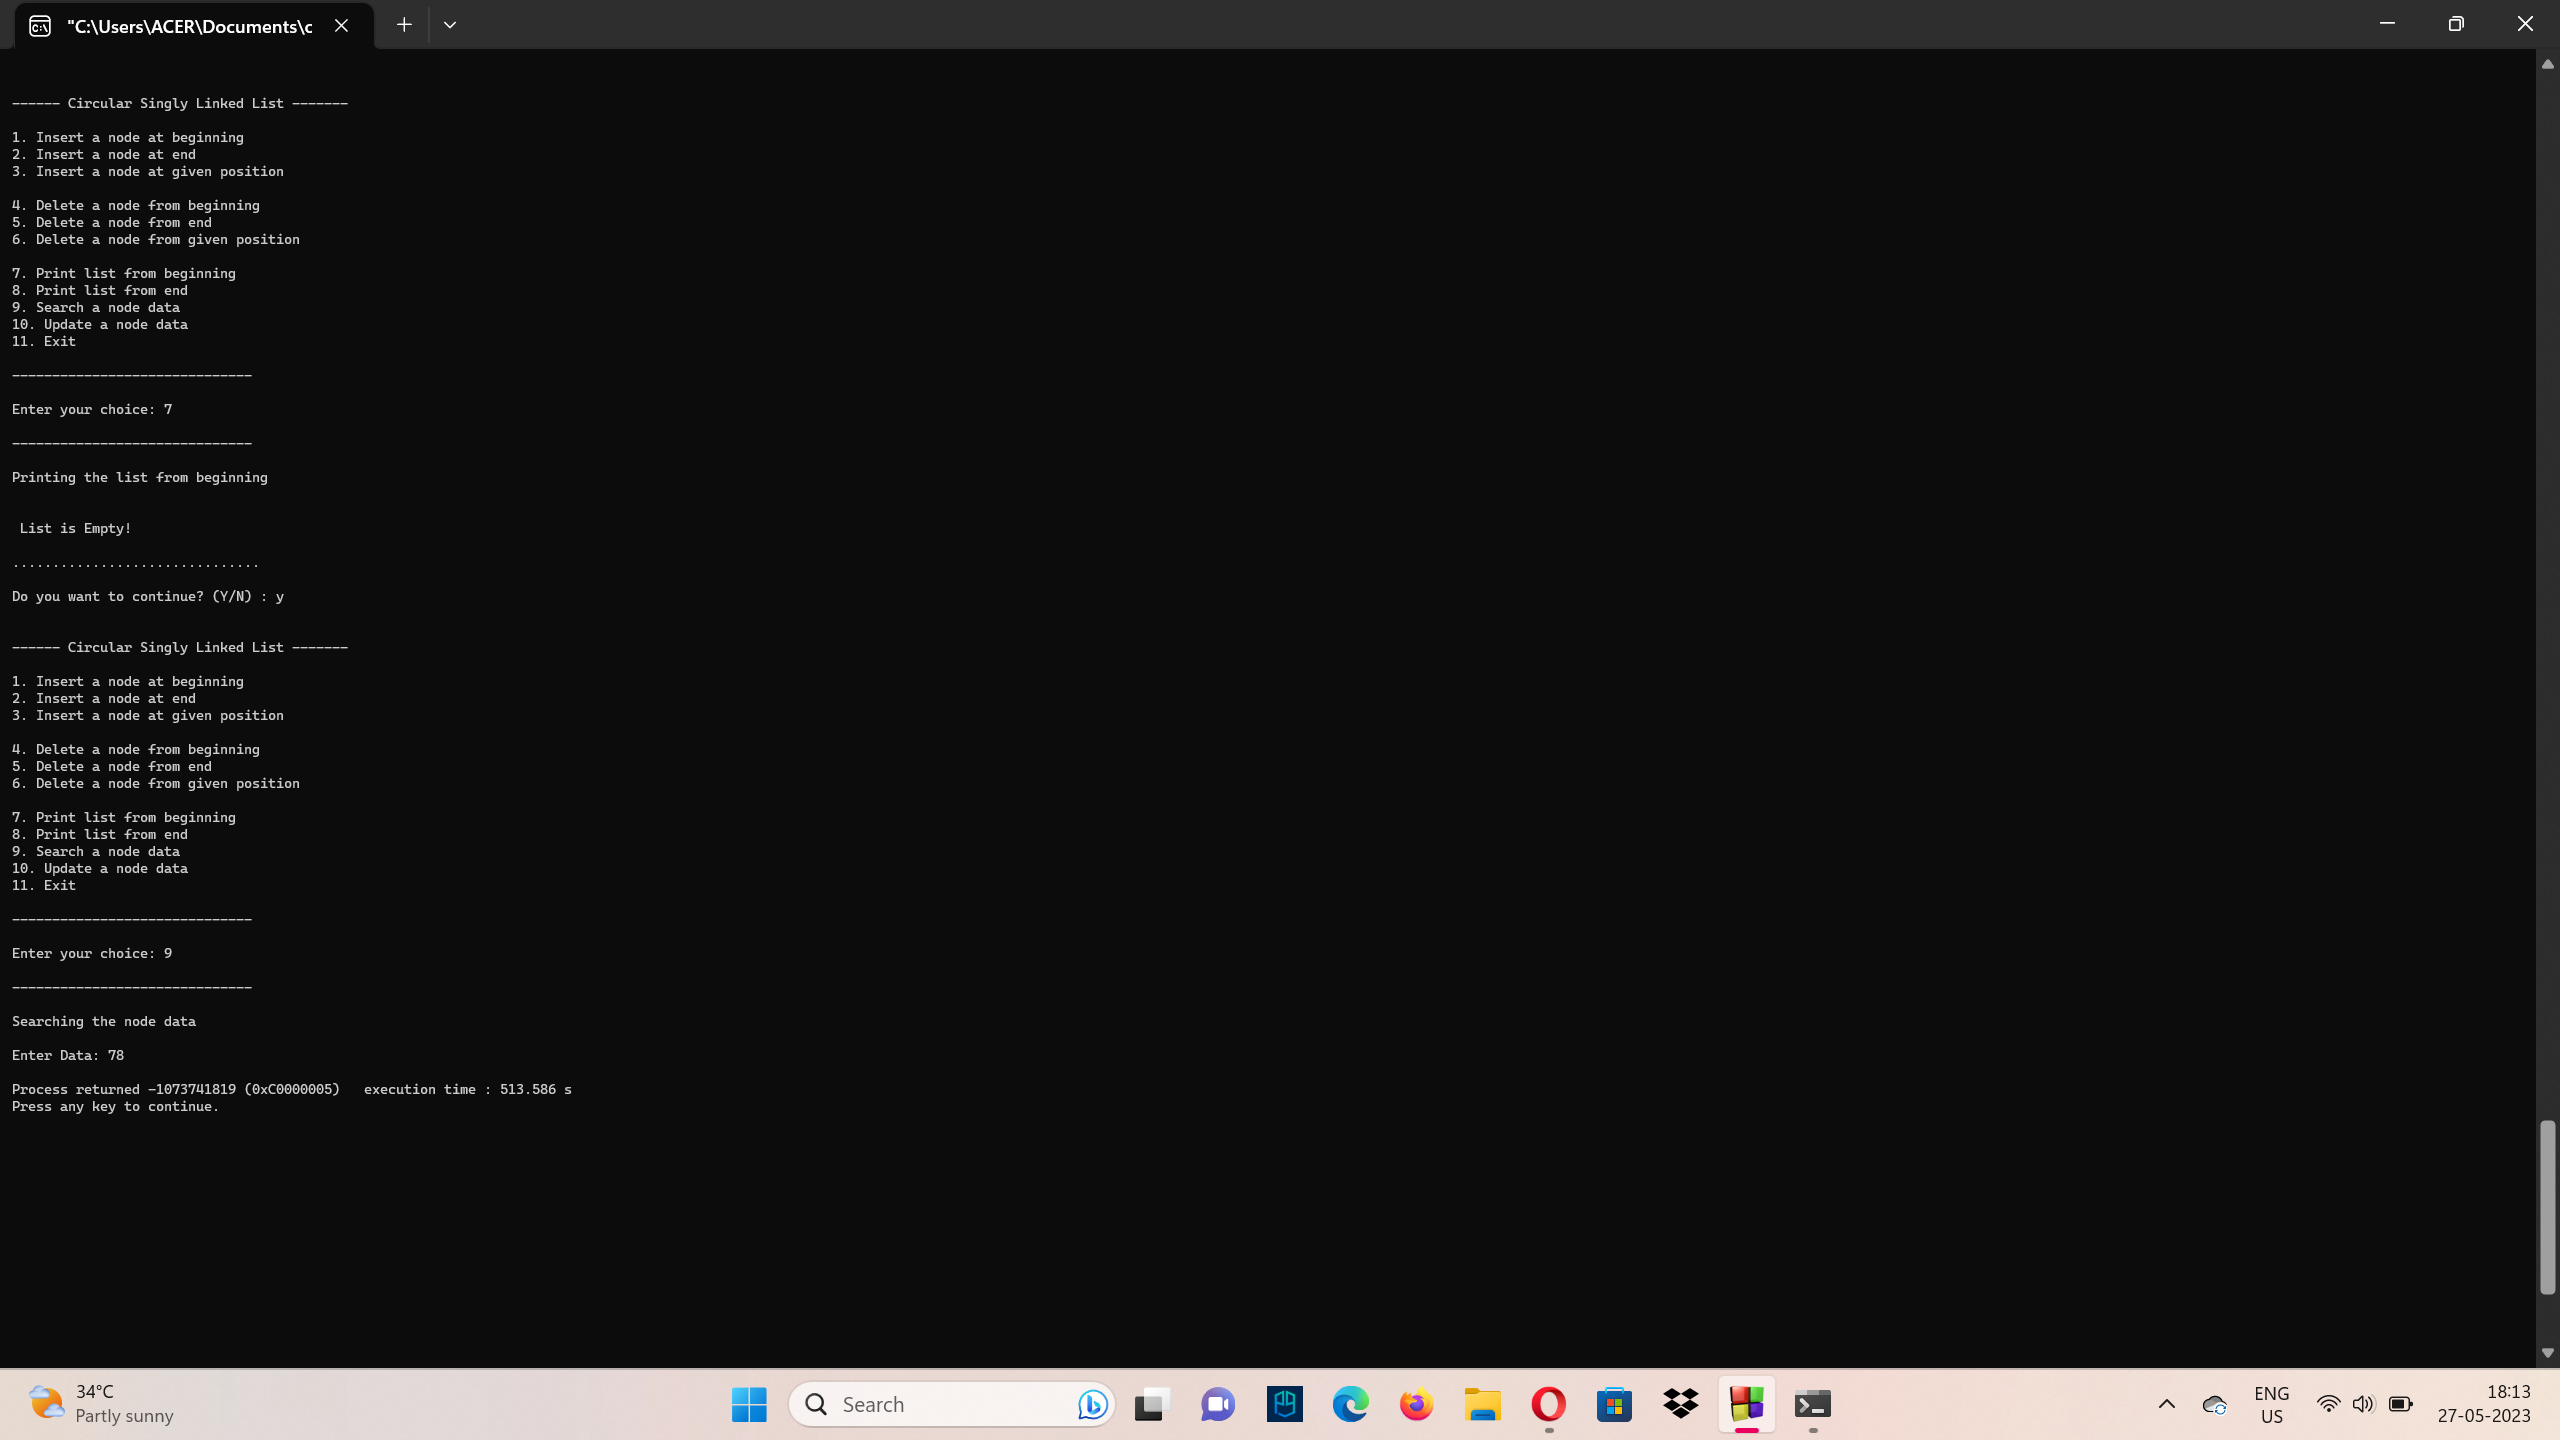 "C:\Users\ACER\Documents\c
------ Circular Singly Linked List -------
1. Insert a node at beginning
2. Insert a node at end
3. Insert a node at given position
4. Delete a node from beginning
5. Delete a node from end
6. Delete a node from given position
7. Print list from beginning
8. Print list from end
9. Search a node data
10. Update a node data
11. Exit
------------------------------
Enter your choice: 7
------------------------------
Printing the list from beginning
List is Empty!
...............................
Do you want to continue? (Y/N) : y
------ Circular Singly Linked List -------
1. Insert a node at beginning
2. Insert a node at end
3. Insert a node at given position
4. Delete a node from beginning
5. Delete a node from end
6. Delete a node from given position
7. Print list from beginning
8. Print list from end
9. Search a node data
10. Update a node data
11. Exit
------------------------------
Enter your choice: 9
------------------------------
Searching the node data
Enter Data: 78
Process returned -1073741819 (0xC0000005)   execution time : 513.586 s
Press any key to continue.
34°C
Partly sunny
Search
ENG
US
18:13
27-05-2023